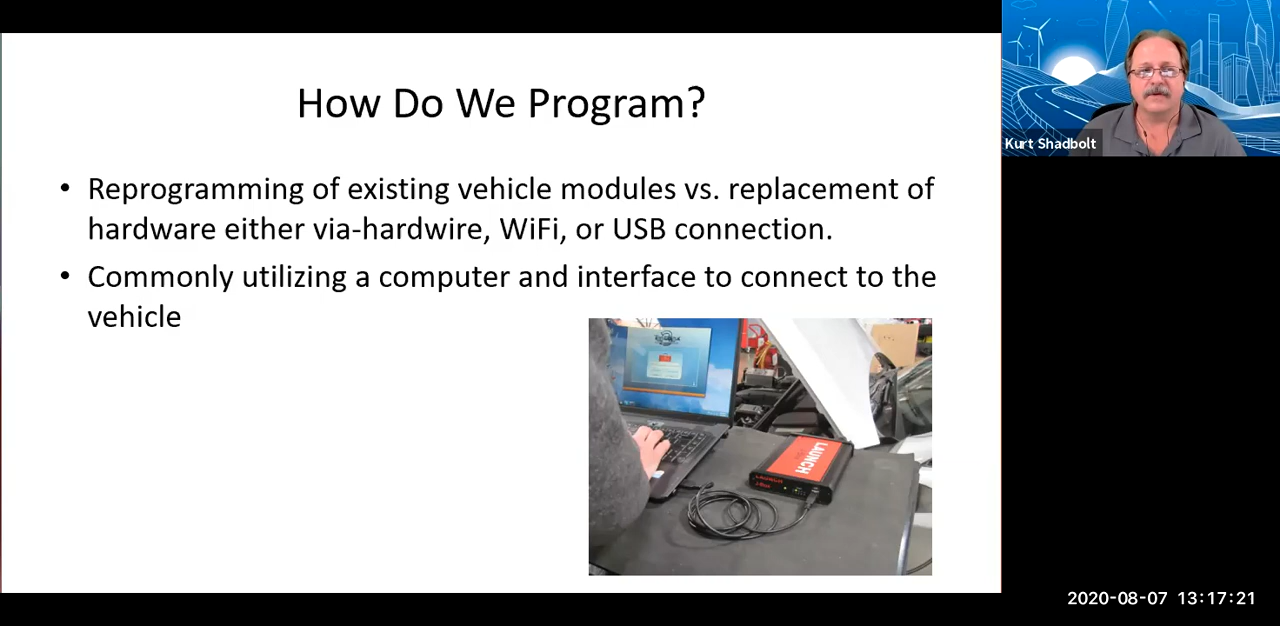 How Do We Program?
• Reprogramming of existing vehicle modules vs. replacement of
hardware either via-hardwire, WiFi, or USB connection.
• Commonly utilizing a computer and interface to connect to the
vehicle
LAUNCH
LAUNCH
J-Box
Kurt Shadbolt
2020-08-07 13:17:21